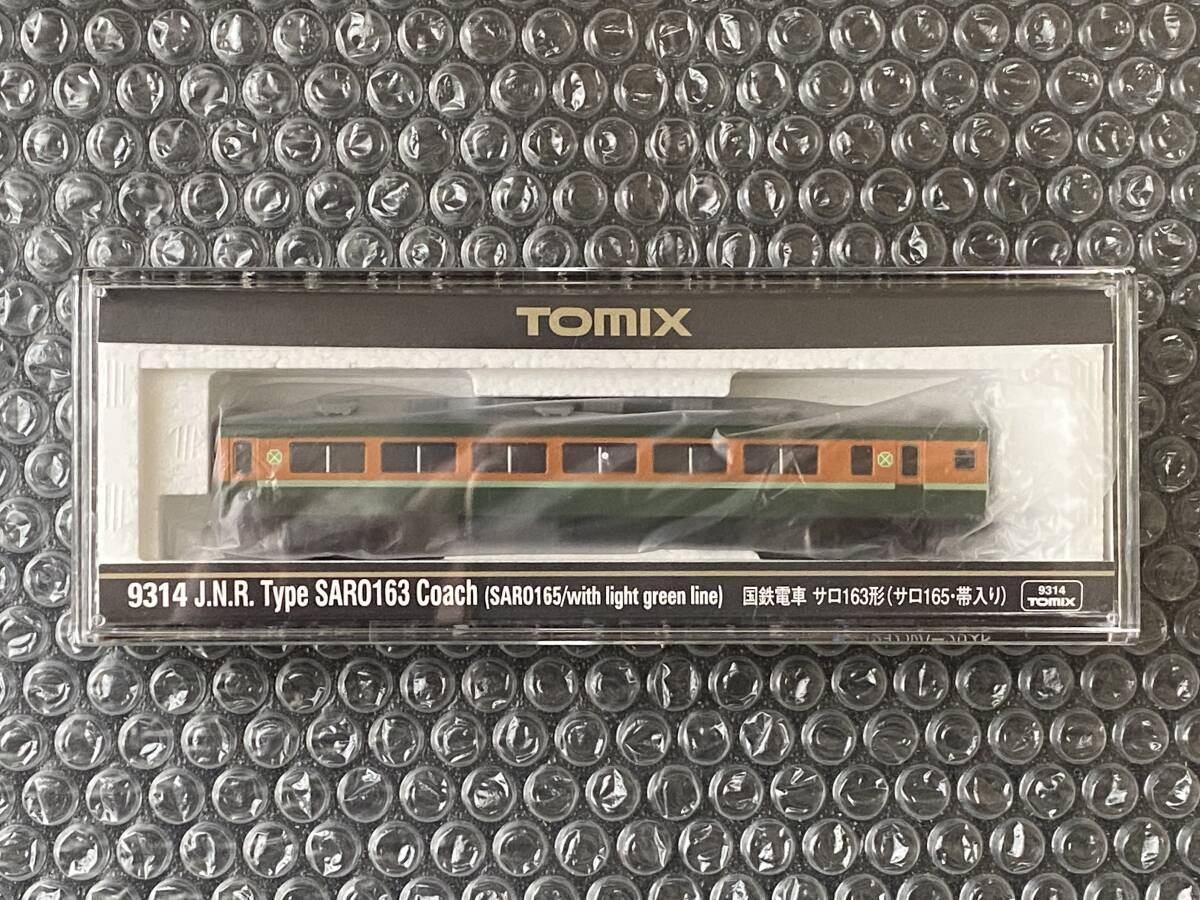 TOMIX
9314 J.N.R. Type SARO163 Coach (SARO165/with light green line) 国鉄電車 サロ163形(サロ165・帯入り) 9314
TOMIX